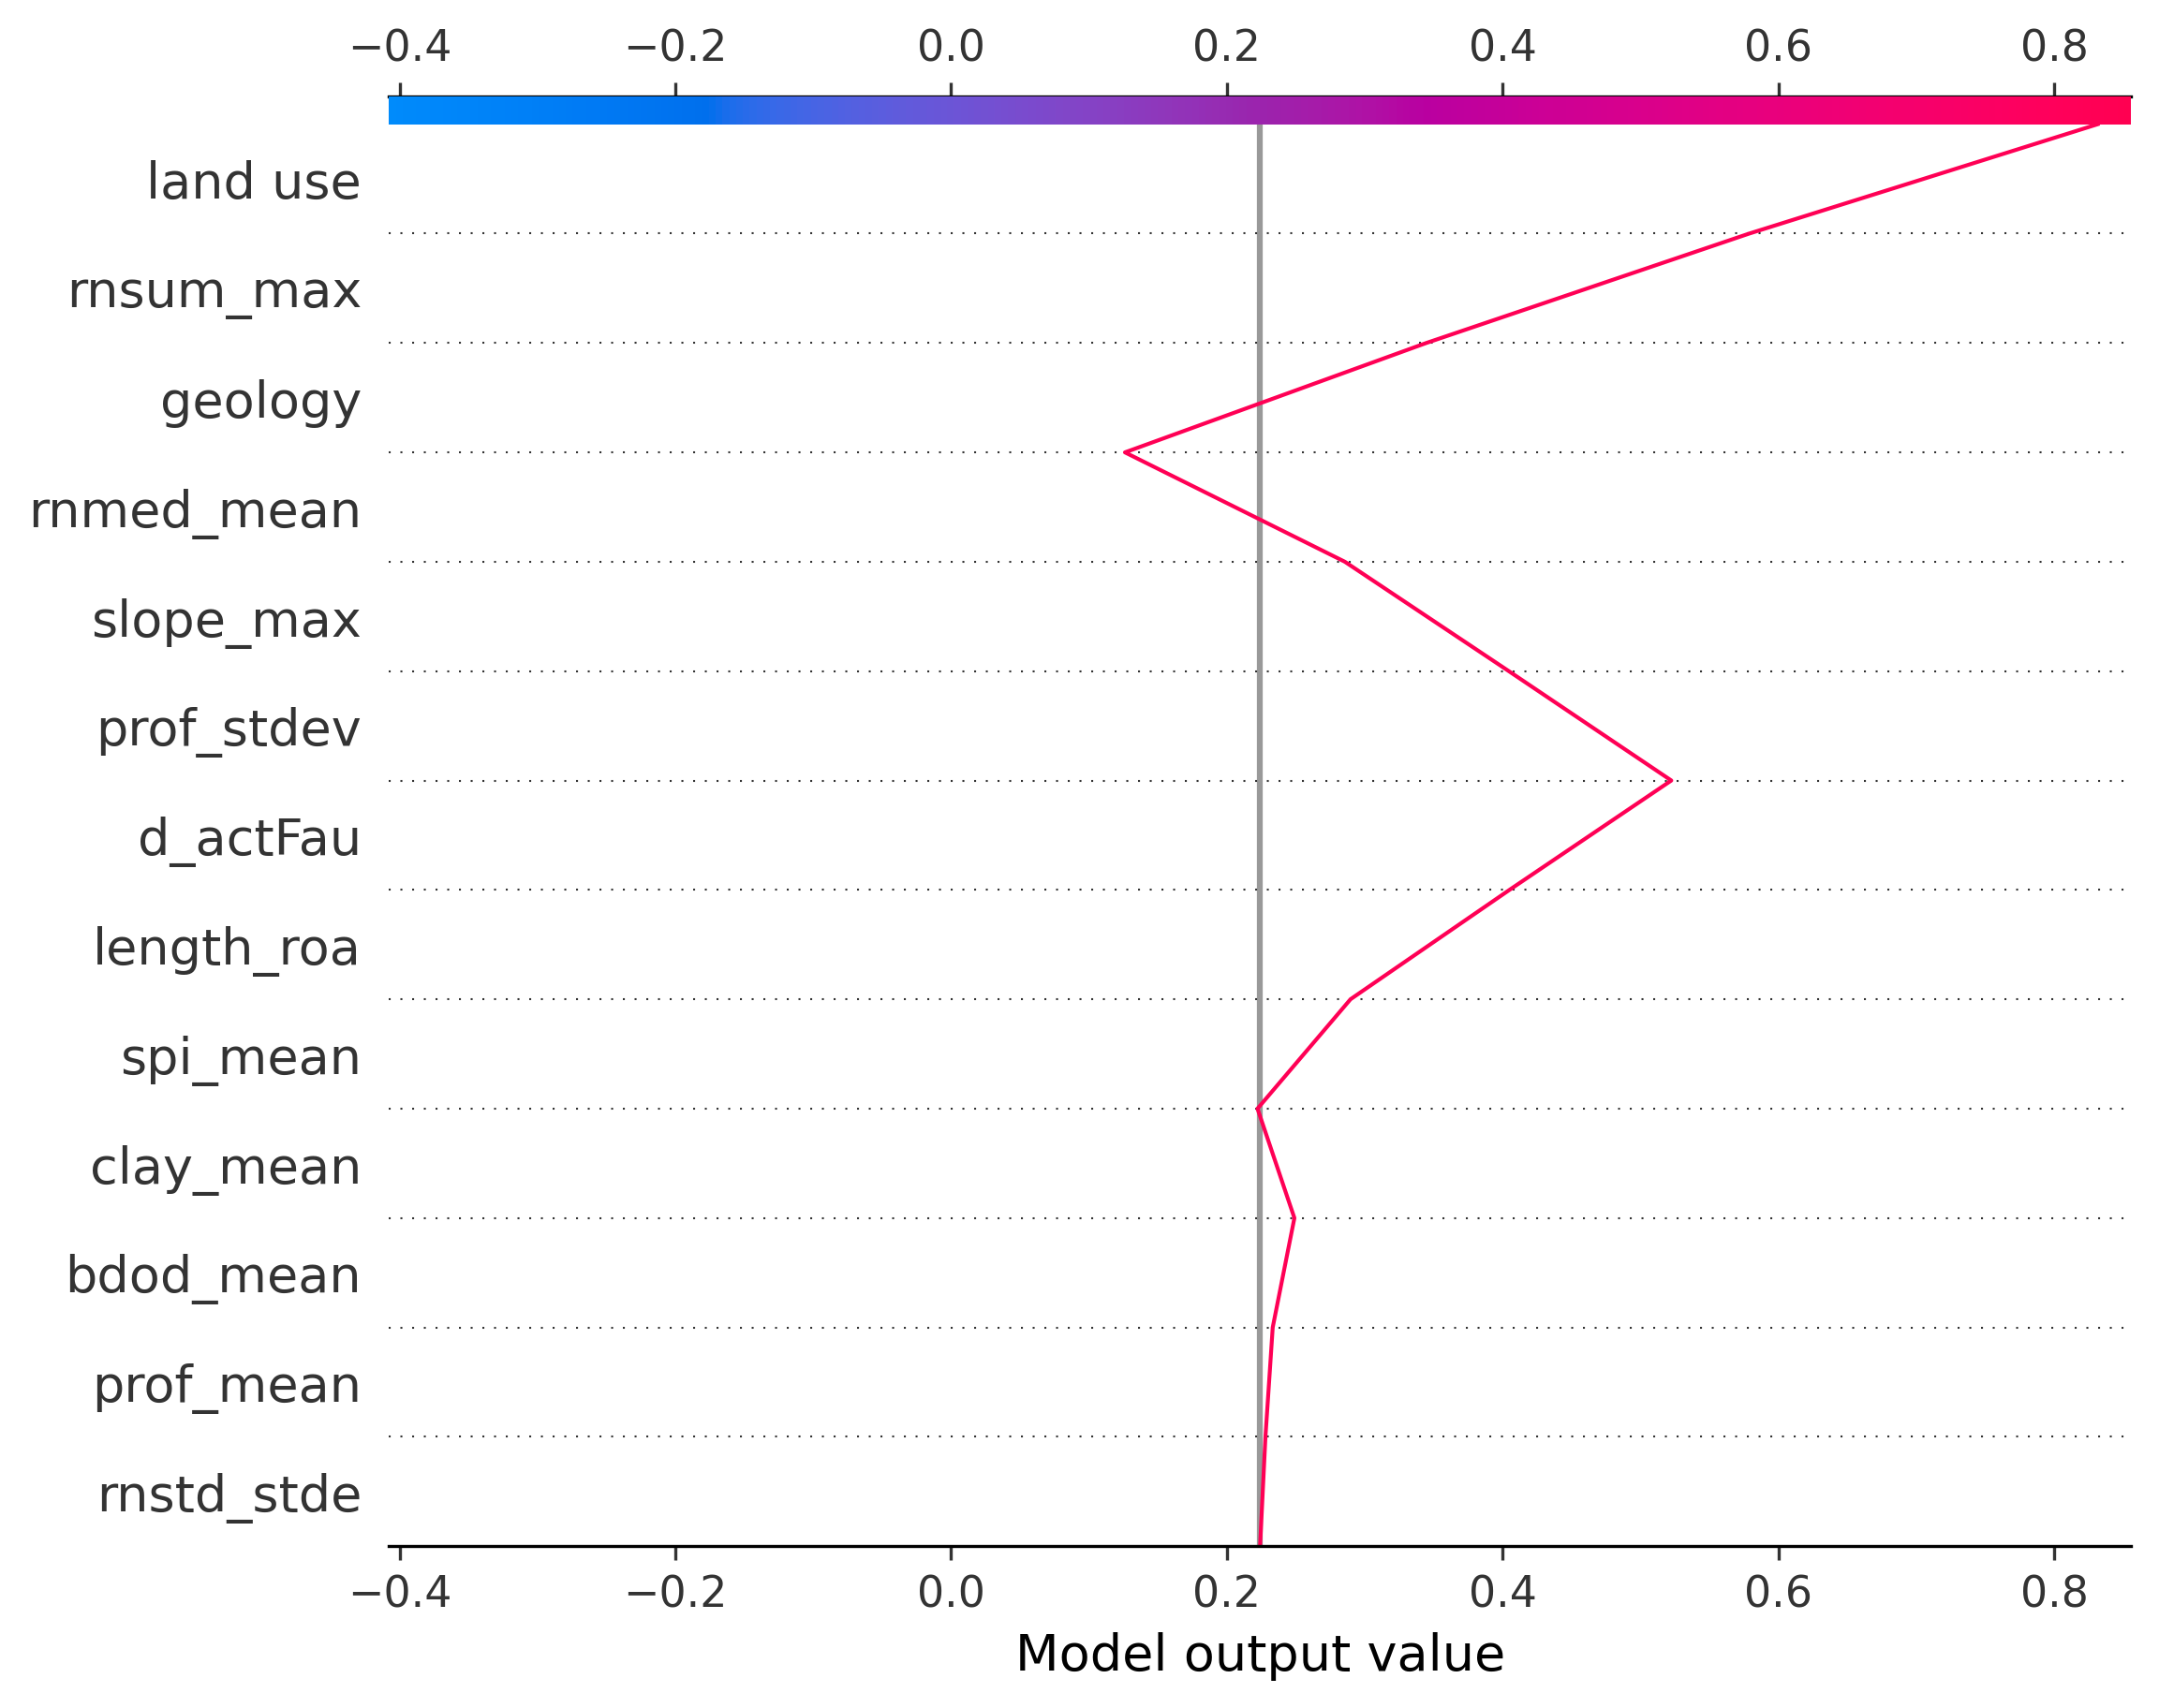 −0.4 −0.2 0.0 0.2 0.4 0.6 0.8
land use
rnsum_max
geology
rnmed_mean
slope_max
prof_stdev
d_actFau
length_roa
spi_mean
clay_mean
bdod_mean
prof_mean
rnstd_stde
−0.4 −0.2 0.0 0.2 0.4 0.6 0.8
Model output value